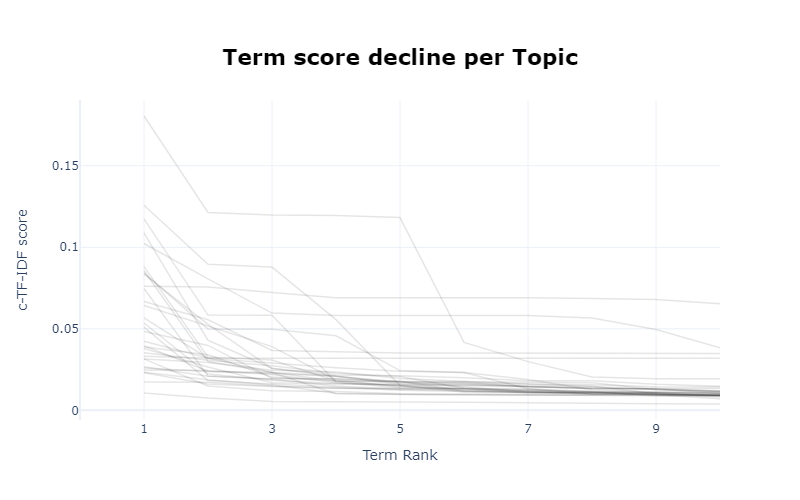 Term score decline per Topic
c-TF-IDF score
0.15
0.1
0.05
0
1 3 5 7 9
Term Rank